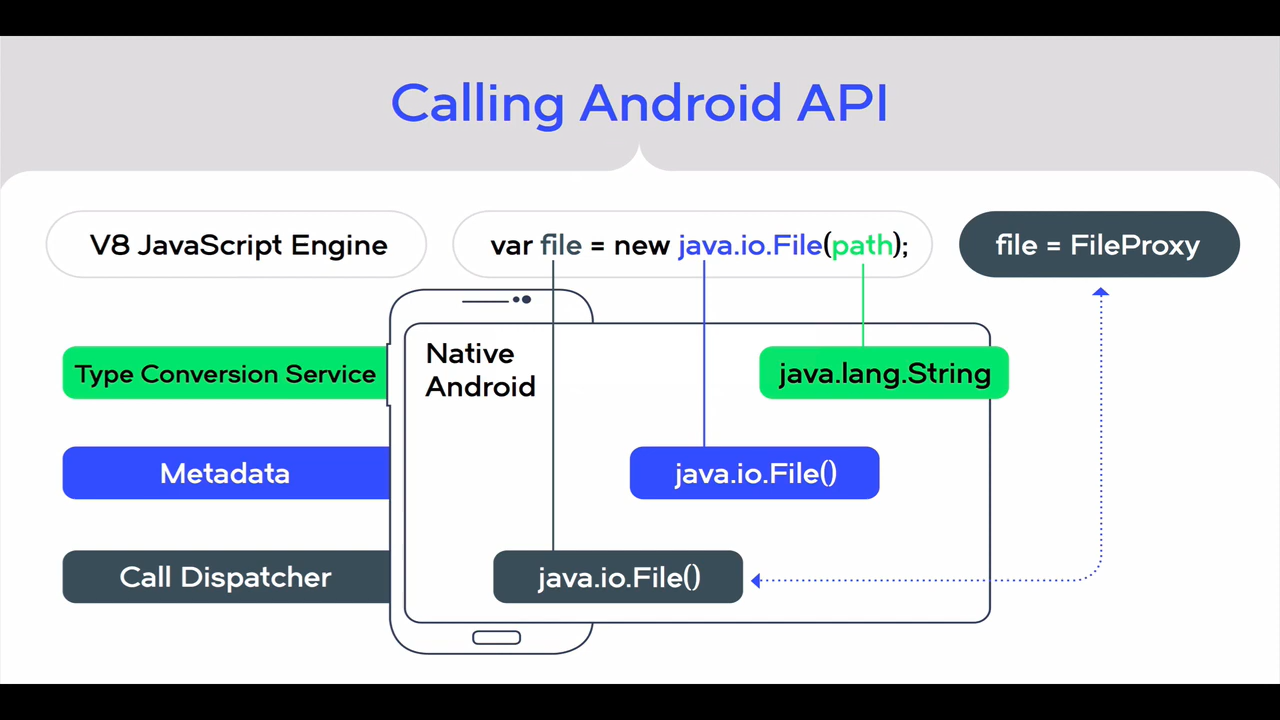 Calling Android API
V8 JavaScript Engine
var file = new java.io.File(path);
file = FileProxy
Native
Android
Type Conversion Service
java.lang.String
Metadata
java.io.File()
Call Dispatcher
java.io.File()